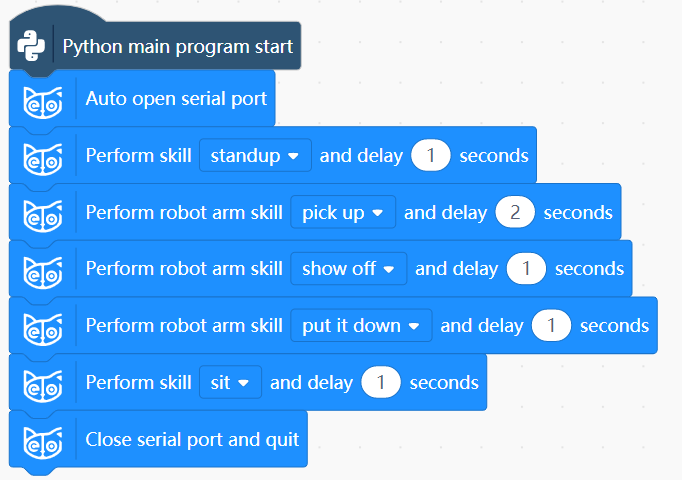 Python main program start
Auto open serial port
Perform skill standup and delay 1 seconds
Perform robot arm skill pick up and delay 2 seconds
Perform robot arm skill show off and delay 1 seconds
Perform robot arm skill put it down and delay 1 seconds
Perform skill sit and delay 1 seconds
Close serial port and quit